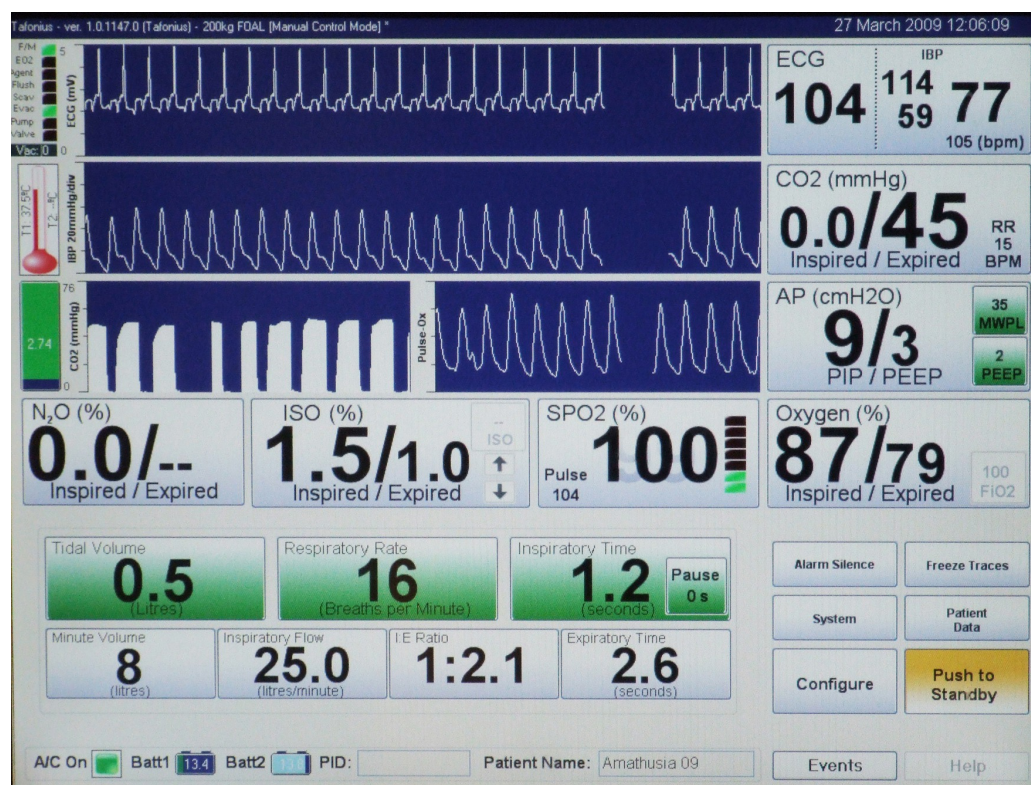 Tafonius - ver. 1.0.1147.0 (Tafonius) - 200kg FOAL [Manual Control Mode] *
27 March 2009 12:06:09
F/M
EO2
Agent
Flush
Scav
Evac
Pump
Valve
Vac: 0
5
0
ECG (mV)
ECG
104
IBP
114
59
77
105 (bpm)
T1: 37.5ºC
T2: --ºC
IBP 20mmHg/div
CO2 (mmHg)
0.0/45
Inspired / Expired
RR
15
BPM
2.74
76
0
CO2 (mmHg)
Pulse-Ox
AP (cmH2O)
9/3
PIP / PEEP
35
MWPL
2
PEEP
N2O (%)
0.0/--
Inspired / Expired
ISO (%)
1.5/1.0
Inspired / Expired
--
ISO
SPO2 (%)
100
Pulse
104
Oxygen (%)
87/79
Inspired / Expired
100
FiO2
Tidal Volume
0.5
(Litres)
Respiratory Rate
16
(Breaths per Minute)
Inspiratory Time
1.2
(seconds)
Pause
0 s
Alarm Silence
Freeze Traces
System
Patient
Data
Minute Volume
8
(litres)
Inspiratory Flow
25.0
(litres/minute)
I:E Ratio
1:2.1
Expiratory Time
2.6
(seconds)
Configure
Push to
Standby
A/C On
Batt1
13.4
Batt2
PID:
Patient Name:
Amathusia 09
Events
Help